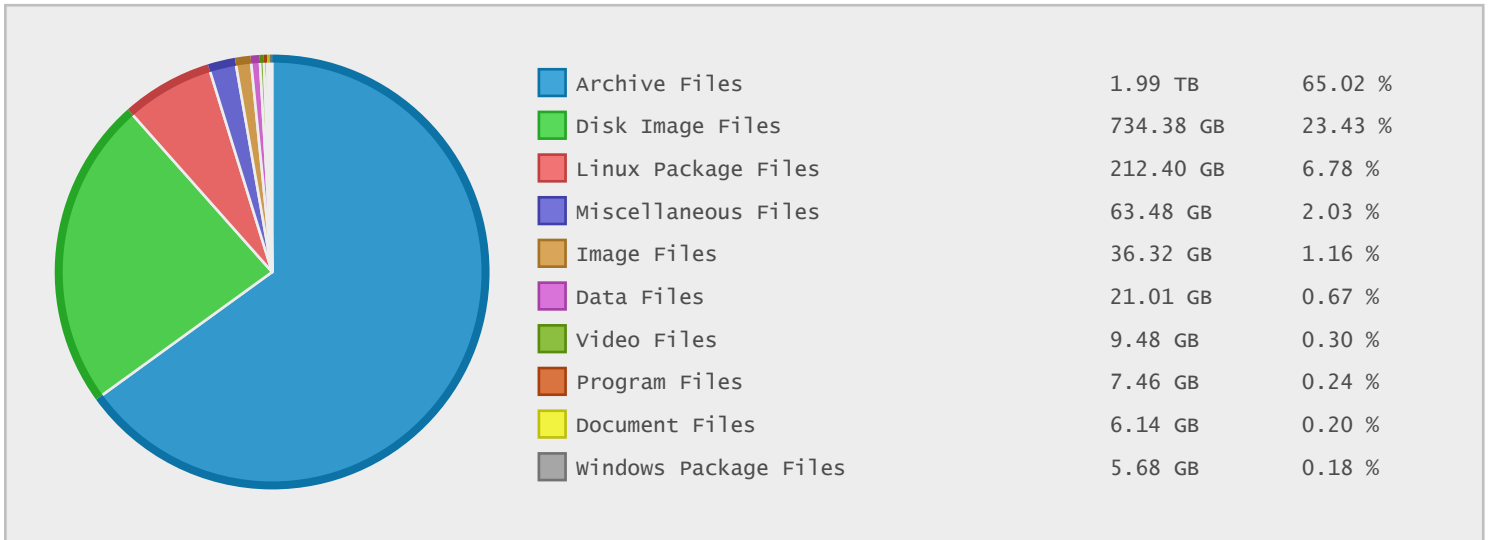 Archive Files 1.99 TB 65.02 %
Disk Image Files 734.38 GB 23.43 %
Linux Package Files 212.40 GB 6.78 %
Miscellaneous Files 63.48 GB 2.03 %
Image Files 36.32 GB 1.16 %
Data Files 21.01 GB 0.67 %
Video Files 9.48 GB 0.30 %
Program Files 7.46 GB 0.24 %
Document Files 6.14 GB 0.20 %
Windows Package Files 5.68 GB 0.18 %